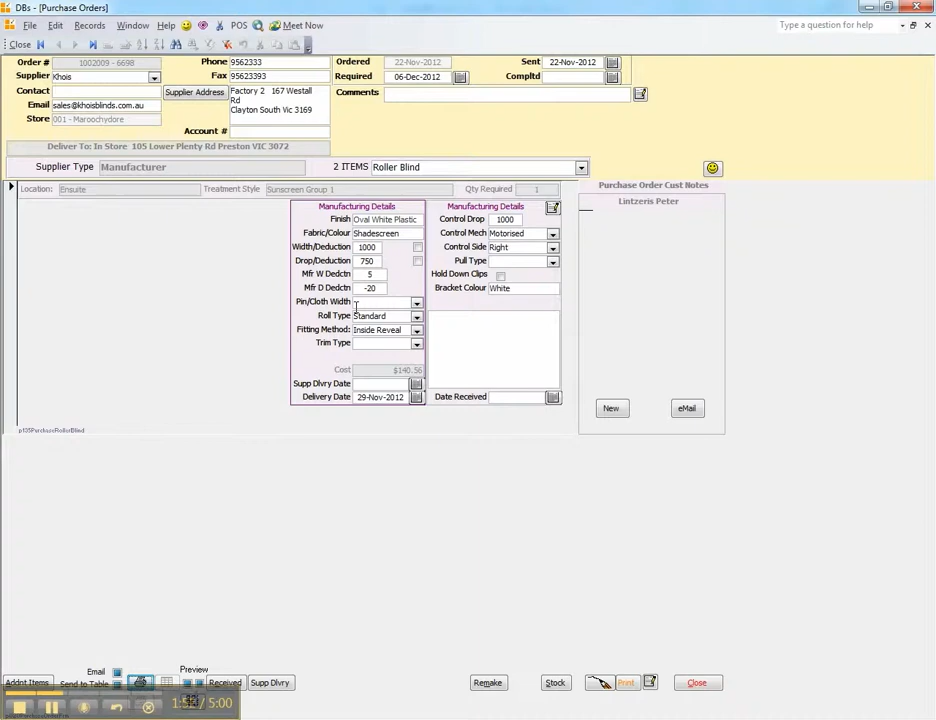 DBs - [Purchase Orders]
File Edit Records Window Help POS Meet Now Type a question for help
Close
Order # 1002009 - 6698 Phone 9562333 Ordered 22-Nov-2012 Sent 22-Nov-2012
Supplier Khois Fax 95623393 Required 06-Dec-2012 Compltd
Contact Supplier Address Factory 2 167 Westall Comments
Rd
Email sales@khoisblinds.com.au Clayton South Vic 3169
Store 001 - Maroochydore
Account #
Deliver To: In Store 105 Lower Plenty Rd Preston VIC 3072
Supplier Type Manufacturer 2 ITEMS Roller Blind
Location: Ensuite Treatment Style Sunscreen Group 1 Qty Required 1 Purchase Order Cust Notes
Manufacturing Details Manufacturing Details Lintzeris Peter
Finish Oval White Plastic Control Drop 1000
Fabric/Colour Shadescreen Control Mech Motorised
Width/Deduction 1000 Control Side Right
Drop/Deduction 750 Pull Type
Mfr W Dedctn 5 Hold Down Clips
Mfr D Dedctn -20 Bracket Colour White
Pin/Cloth Width
Roll Type Standard
Fitting Method: Inside Reveal
Trim Type
Cost $140.56
Supp Dlvry Date
Delivery Date 29-Nov-2012 Date Received
New eMail
p135PurchaseRollerBlind
Email Preview
Addnt Items Send to Table Received Supp Dlvry Remake Stock Print Close
/ 5:00